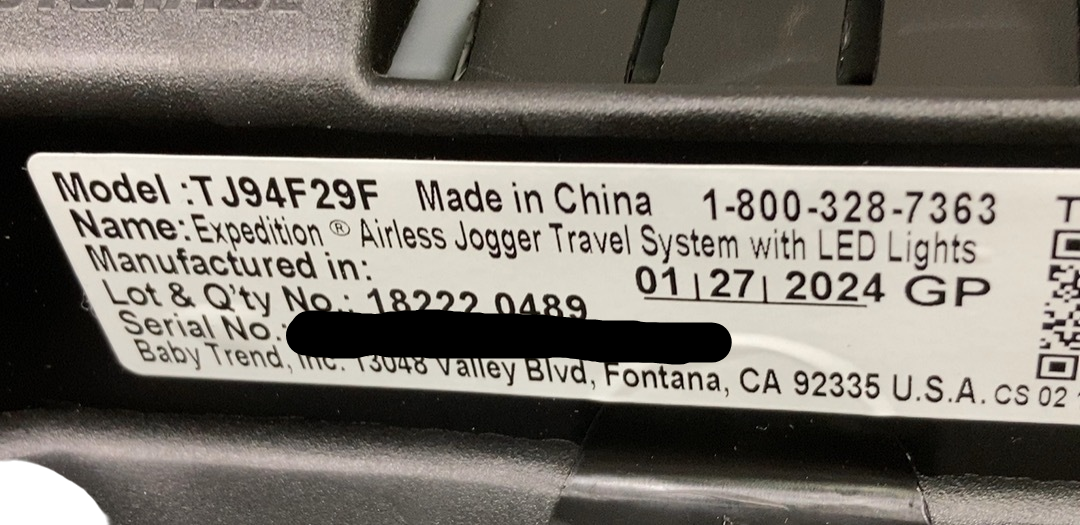 Model :TJ94F29F Made in China 1-800-328-7363
Name: Expedition ® Airless Jogger Travel System with LED Lights
Manufactured in: 01|27|2024 GP
Lot & Q'ty No.: 18222 0489
Serial No.:
Baby Trend, Inc. 13048 Valley Blvd, Fontana, CA 92335 U.S.A. CS 02